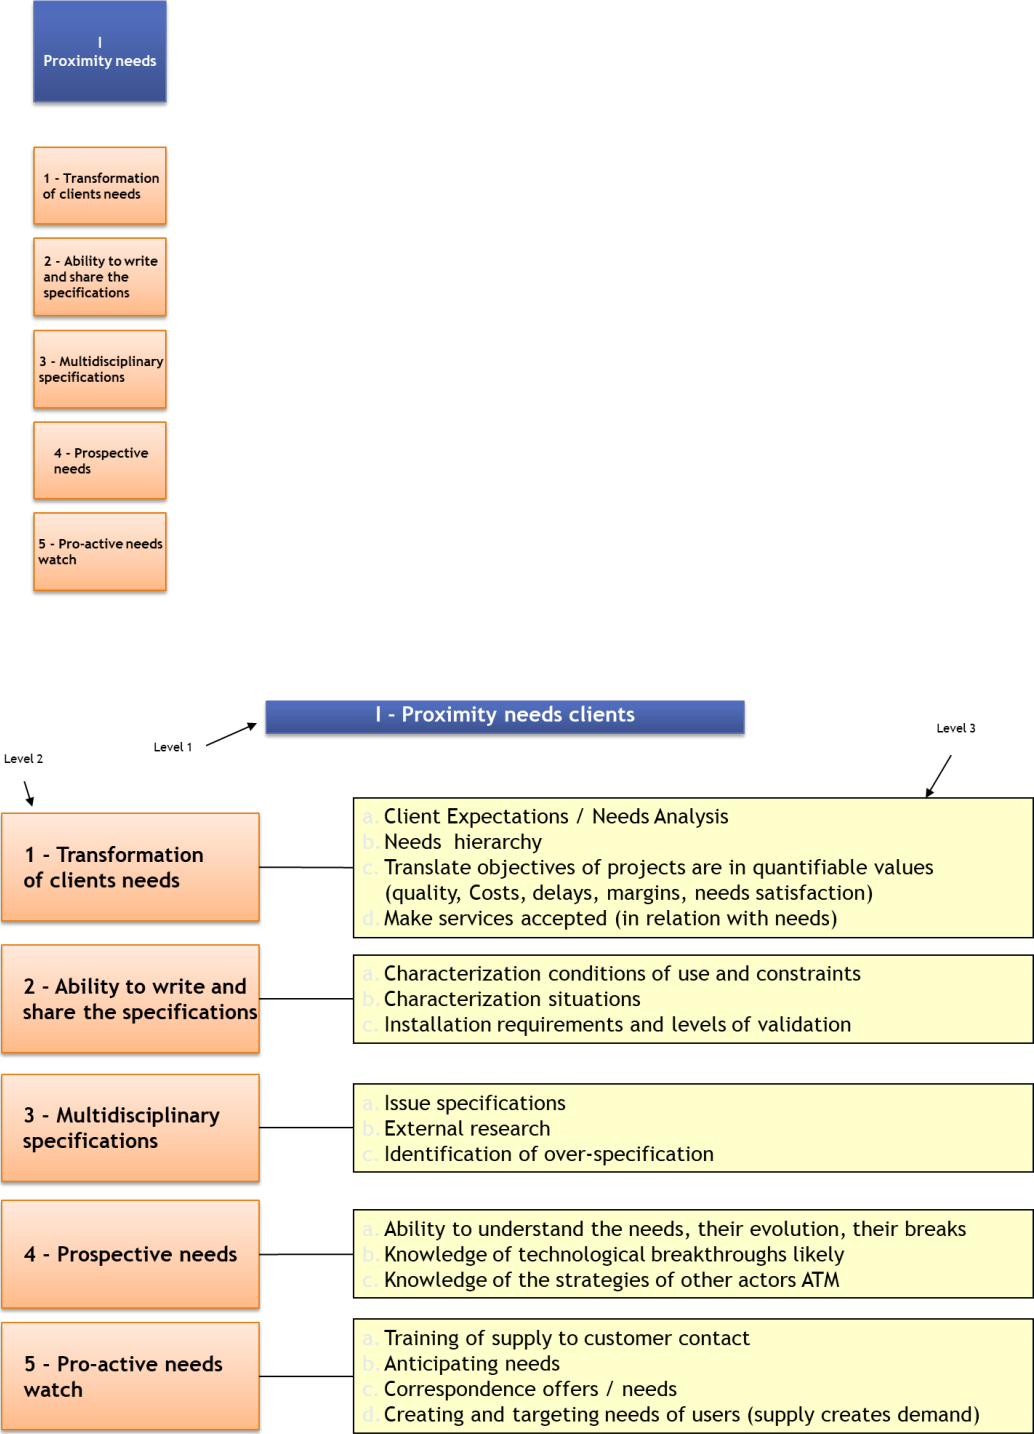 I
Proximity needs
1 - Transformation
of clients needs
2 - Ability to write
and share the
specifications
3 - Multidisciplinary
specifications
4 - Prospective
needs
5 - Pro-active needs
watch
I - Proximity needs clients
Level 1
Level 2
Level 3
1 - Transformation
of clients needs
a. Client Expectations / Needs Analysis
b. Needs hierarchy
c. Translate objectives of projects are in quantifiable values
(quality, Costs, delays, margins, needs satisfaction)
d. Make services accepted (in relation with needs)
2 - Ability to write and
share the specifications
a. Characterization conditions of use and constraints
b. Characterization situations
c. Installation requirements and levels of validation
3 - Multidisciplinary
specifications
a. Issue specifications
b. External research
c. Identification of over-specification
4 - Prospective needs
a. Ability to understand the needs, their evolution, their breaks
b. Knowledge of technological breakthroughs likely
c. Knowledge of the strategies of other actors ATM
5 - Pro-active needs
watch
a. Training of supply to customer contact
b. Anticipating needs
c. Correspondence offers / needs
d. Creating and targeting needs of users (supply creates demand)